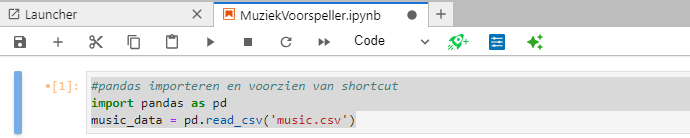 Launcher
MuziekVoorspeller.ipynb
Code
*[1]:
#pandas importeren en voorzien van shortcut
import pandas as pd
music_data = pd.read_csv('music.csv')